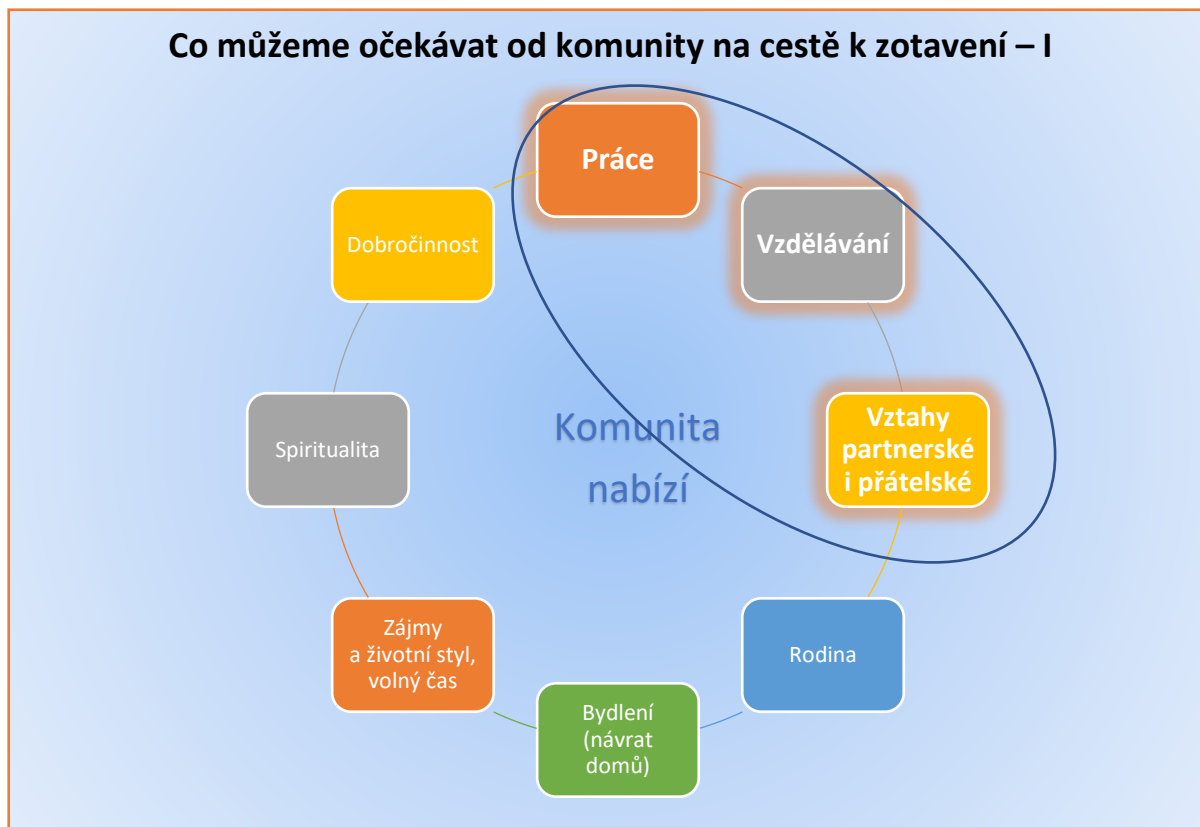 Co můžeme očekávat od komunity na cestě k zotavení – I
Práce
Vzdělávání
Vztahy
partnerské
i přátelské
Rodina
Bydlení
(návrat
domů)
Zájmy
a životní styl,
volný čas
Spiritualita
Dobročinnost
Komunita
nabízí